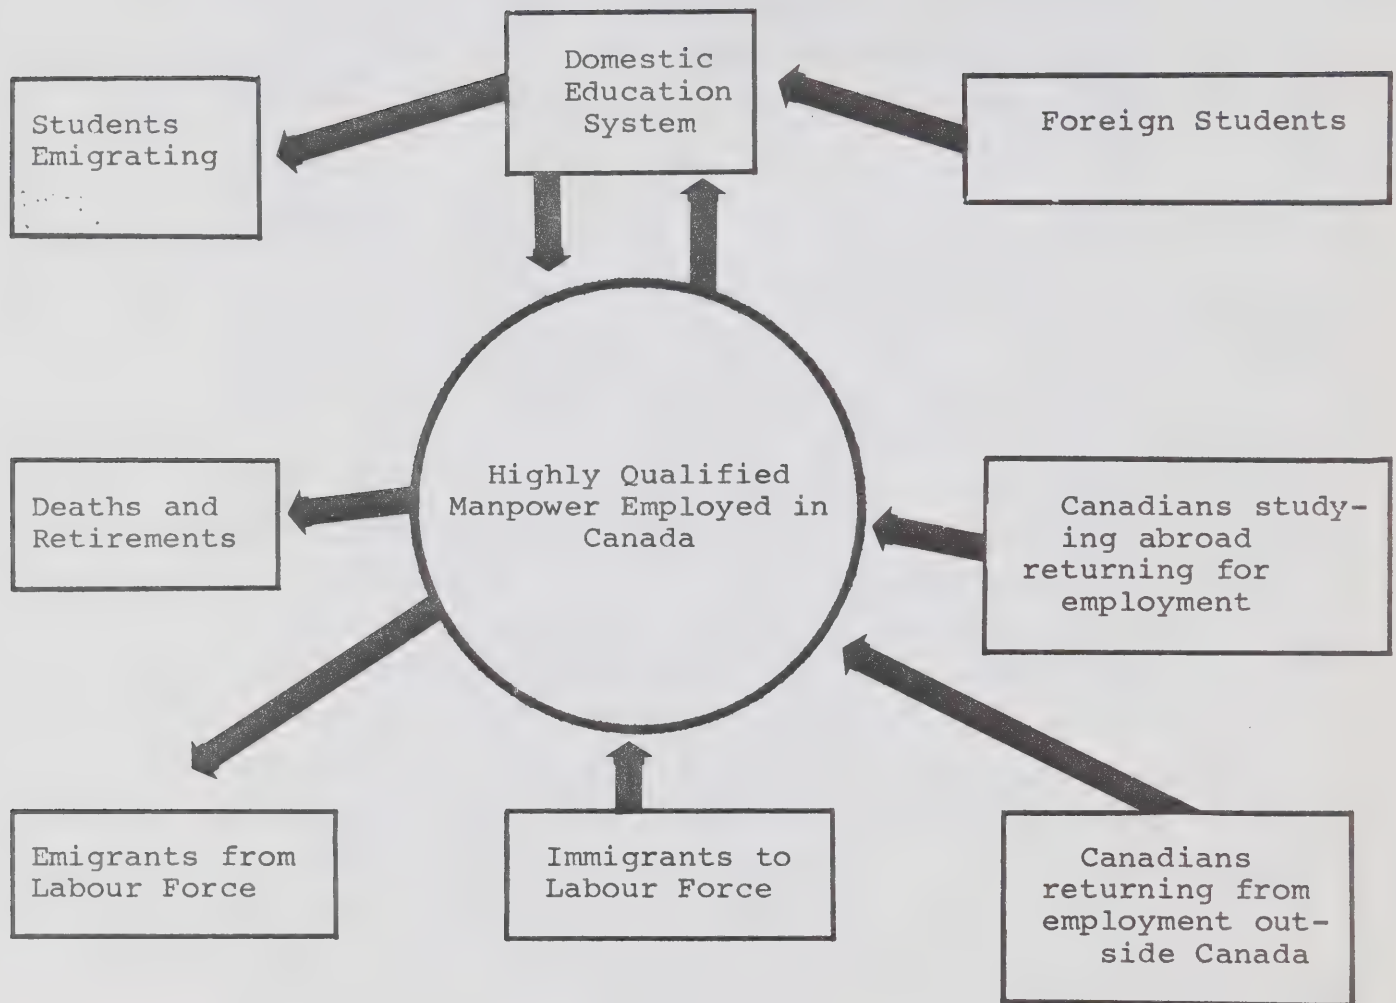 Domestic
Education
System
Students
Emigrating
Foreign Students
Highly Qualified
Manpower Employed in
Canada
Deaths and
Retirements
Canadians study-
ing abroad
returning for
employment
Emigrants from
Labour Force
Immigrants to
Labour Force
Canadians
returning from
employment out-
side Canada